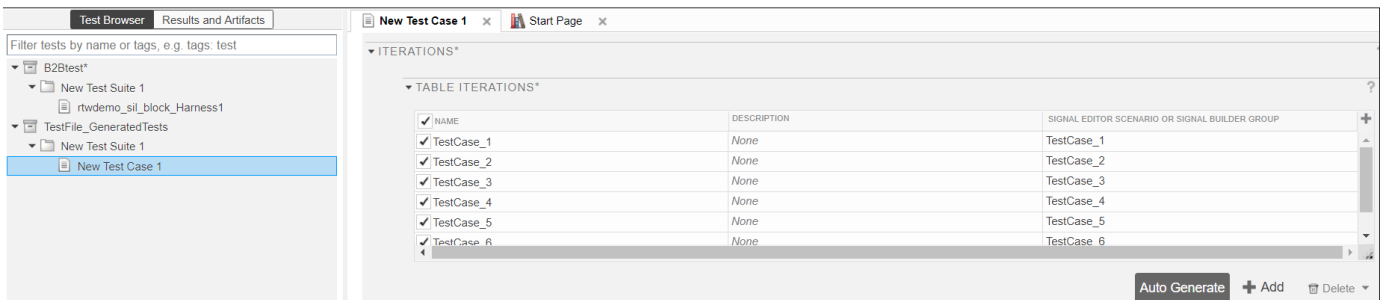 Test Browser Results and Artifacts
Filter tests by name or tags, e.g. tags: test
B2Btest*
New Test Suite 1
rtwdemo_sil_block_Harness1
TestFile_GeneratedTests
New Test Suite 1
New Test Case 1
New Test Case 1 × Start Page ×
ITERATIONS*
TABLE ITERATIONS* ?
NAME DESCRIPTION SIGNAL EDITOR SCENARIO OR SIGNAL BUILDER GROUP +
TestCase_1 None TestCase_1
TestCase_2 None TestCase_2
TestCase_3 None TestCase_3
TestCase_4 None TestCase_4
TestCase_5 None TestCase_5
TestCase_6 None TestCase_6
Auto Generate + Add Delete